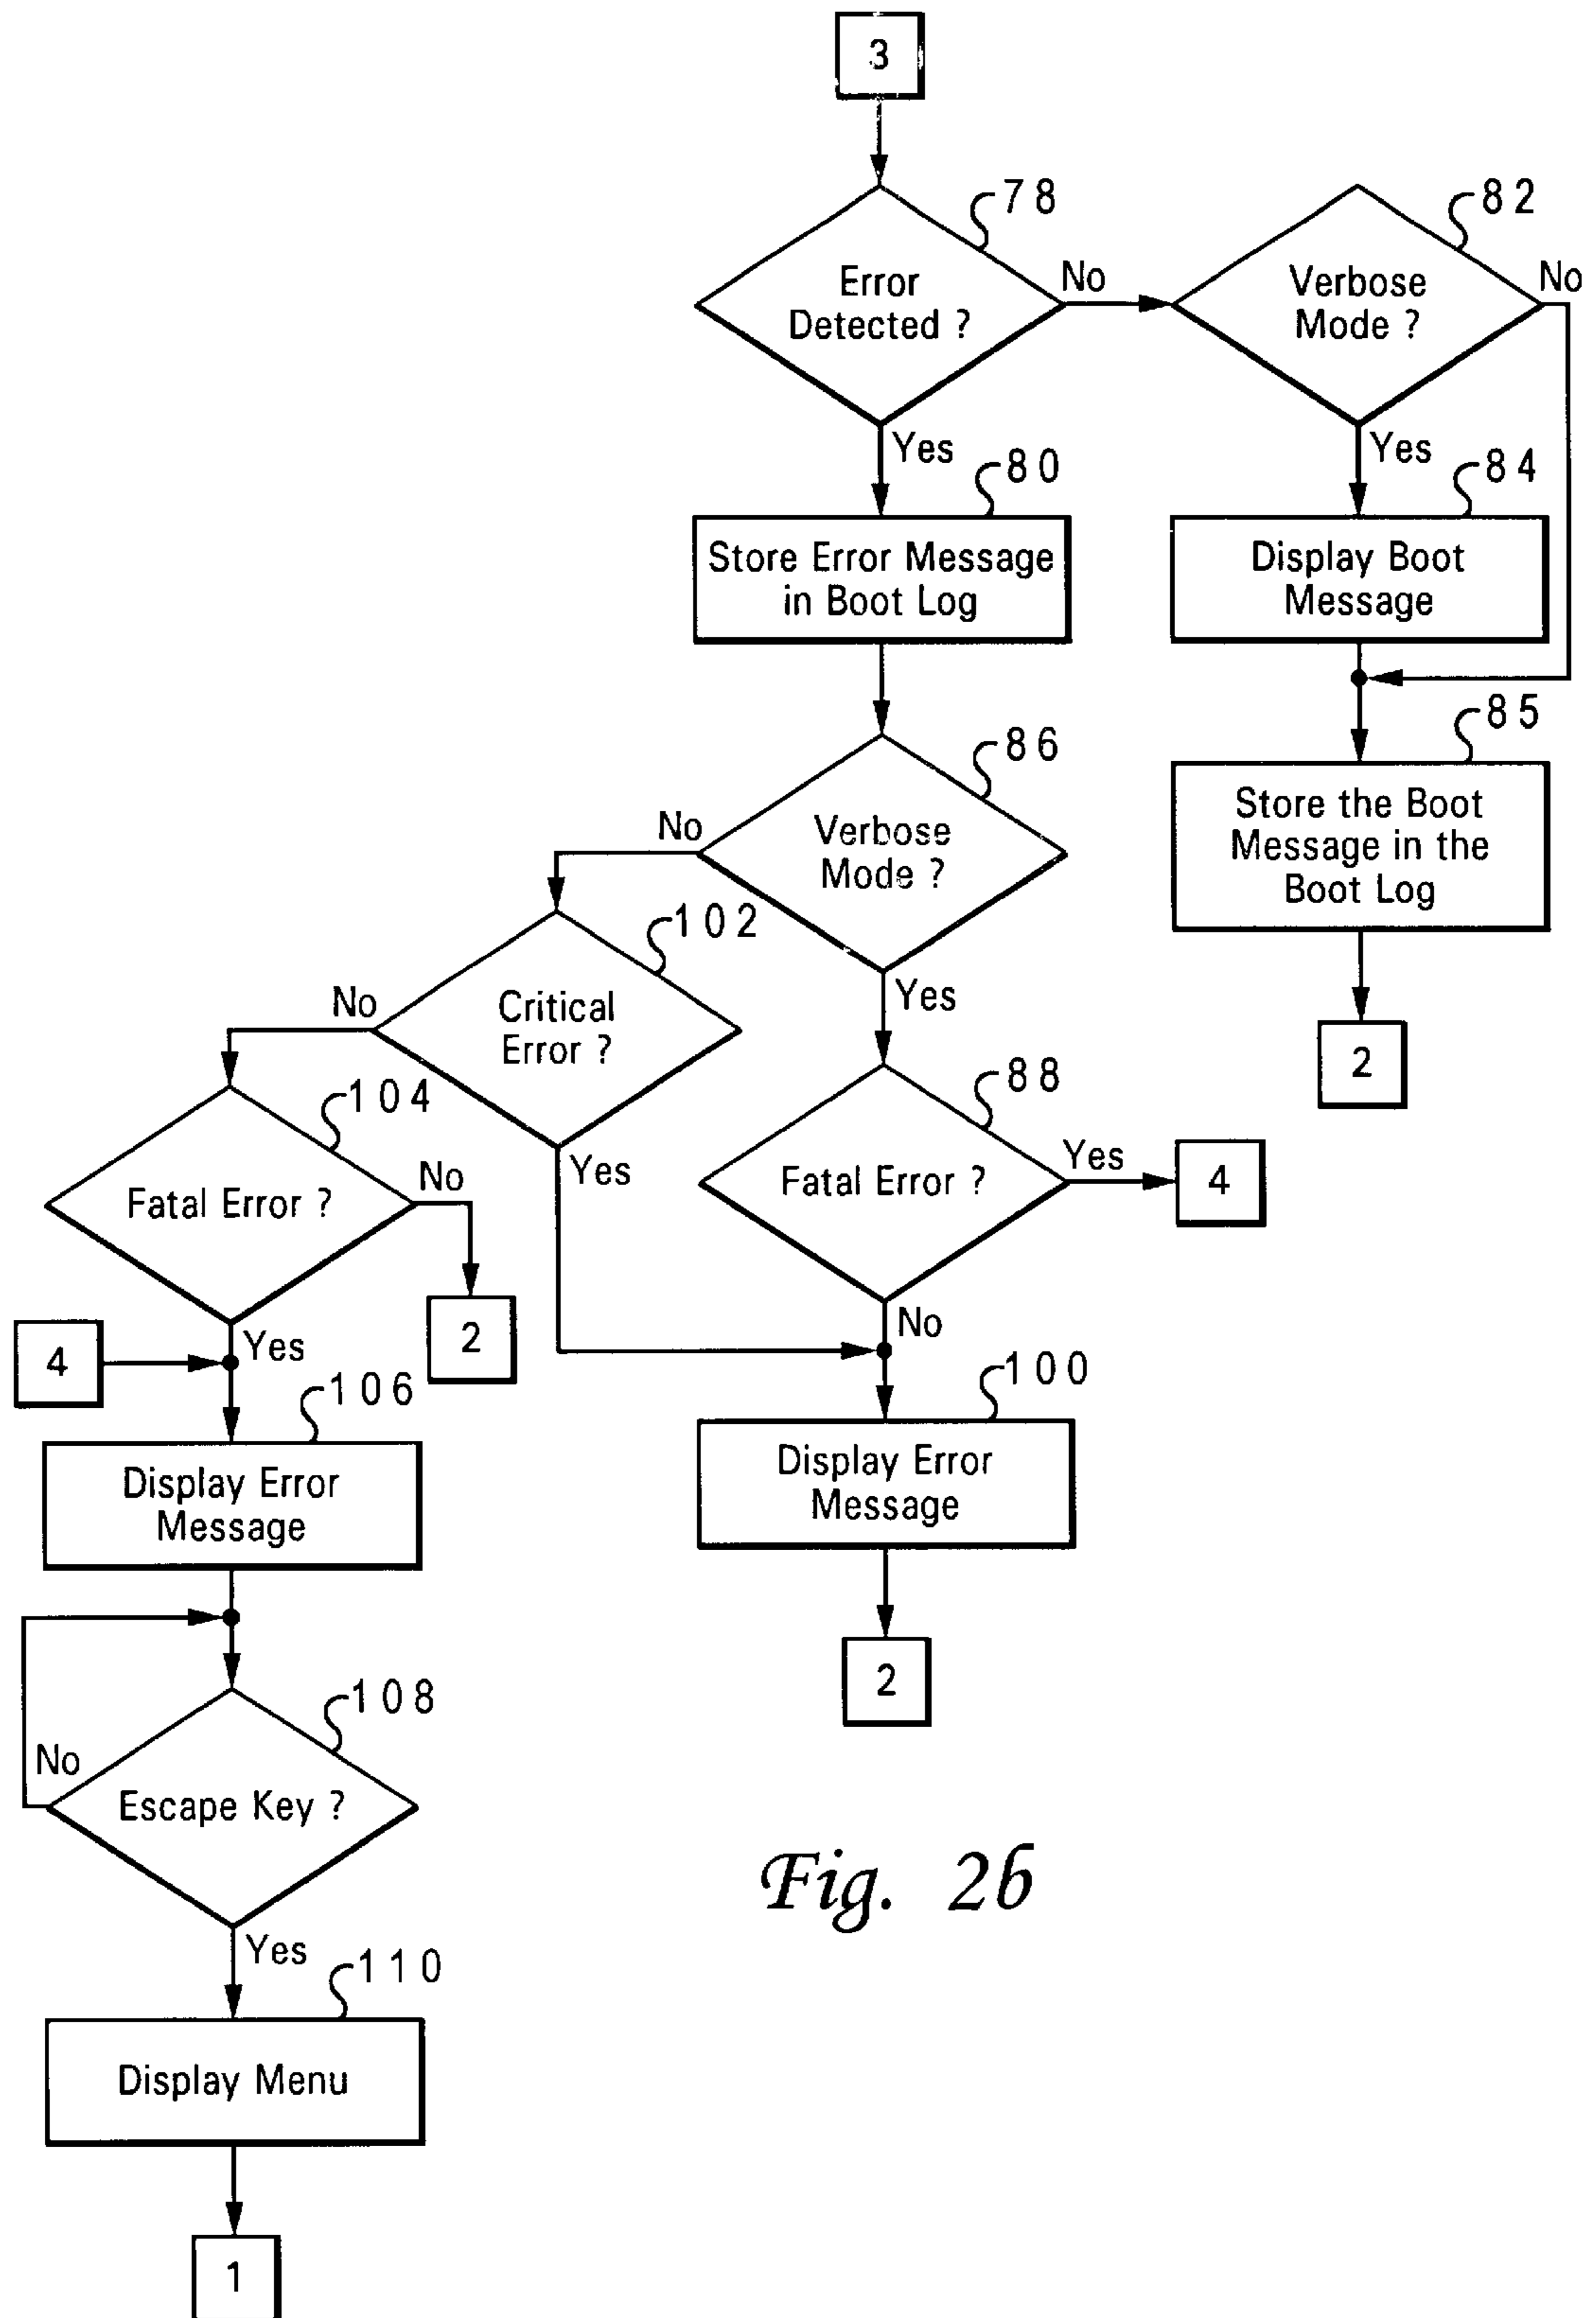 3
78
82
Error
Detected ?
No
Verbose
Mode ?
No
Yes
Yes
80
84
Store Error Message
in Boot Log
Display Boot
Message
85
86
Store the Boot
Message in the
Boot Log
No
Verbose
Mode ?
102
Yes
No
Critical
Error ?
2
88
104
Yes
Fatal Error ?
Yes
4
Fatal Error ?
No
4
Yes
2
No
106
100
Display Error
Message
Display Error
Message
108
2
No
Escape Key ?
Fig. 2b
Yes
110
Display Menu
1